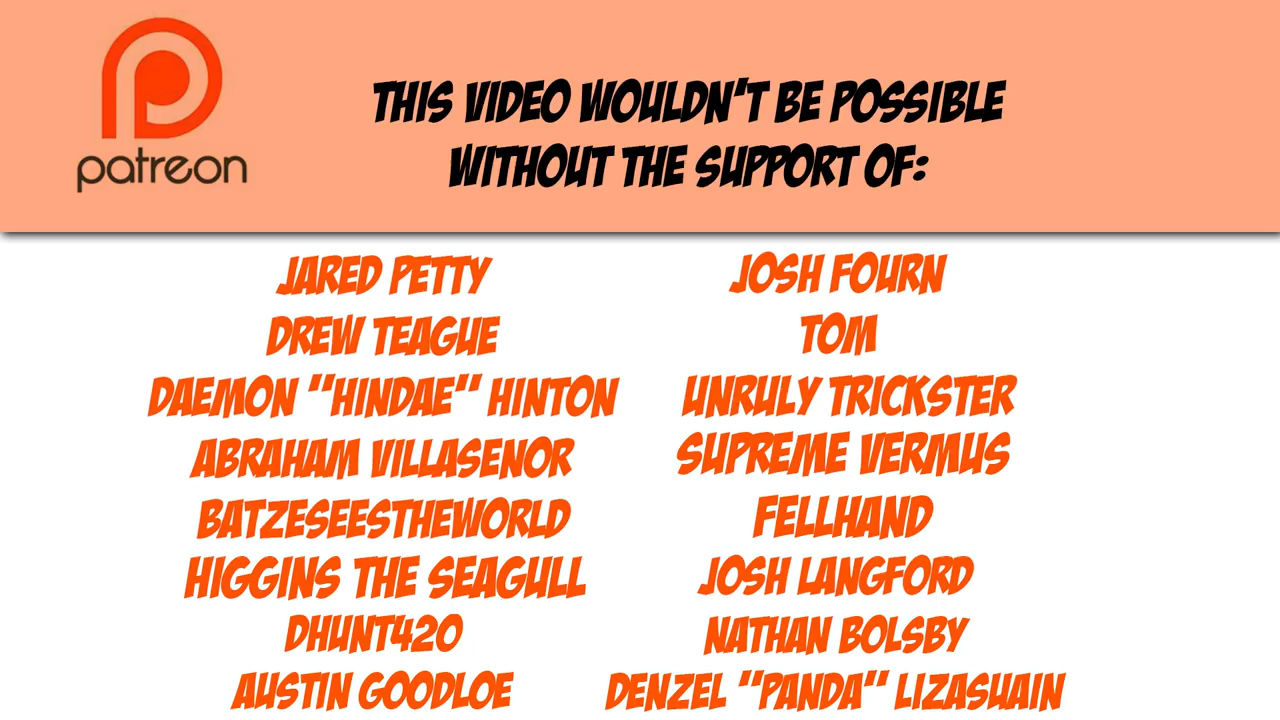 patreon
THIS VIDEO WOULDN'T BE POSSIBLE
WITHOUT THE SUPPORT OF:
JARED PETTY
DREW TEAGUE
DAEMON "HINDAE" HINTON
ABRAHAM VILLASENOR
BATZESEESTHEWORLD
HIGGINS THE SEAGULL
DHUNT420
AUSTIN GOODLOE
JOSH FOURN
TOM
UNRULY TRICKSTER
SUPREME VERMUS
FELLHAND
JOSH LANGFORD
NATHAN BOLSBY
DENZEL "PANDA" LIZASUAIN